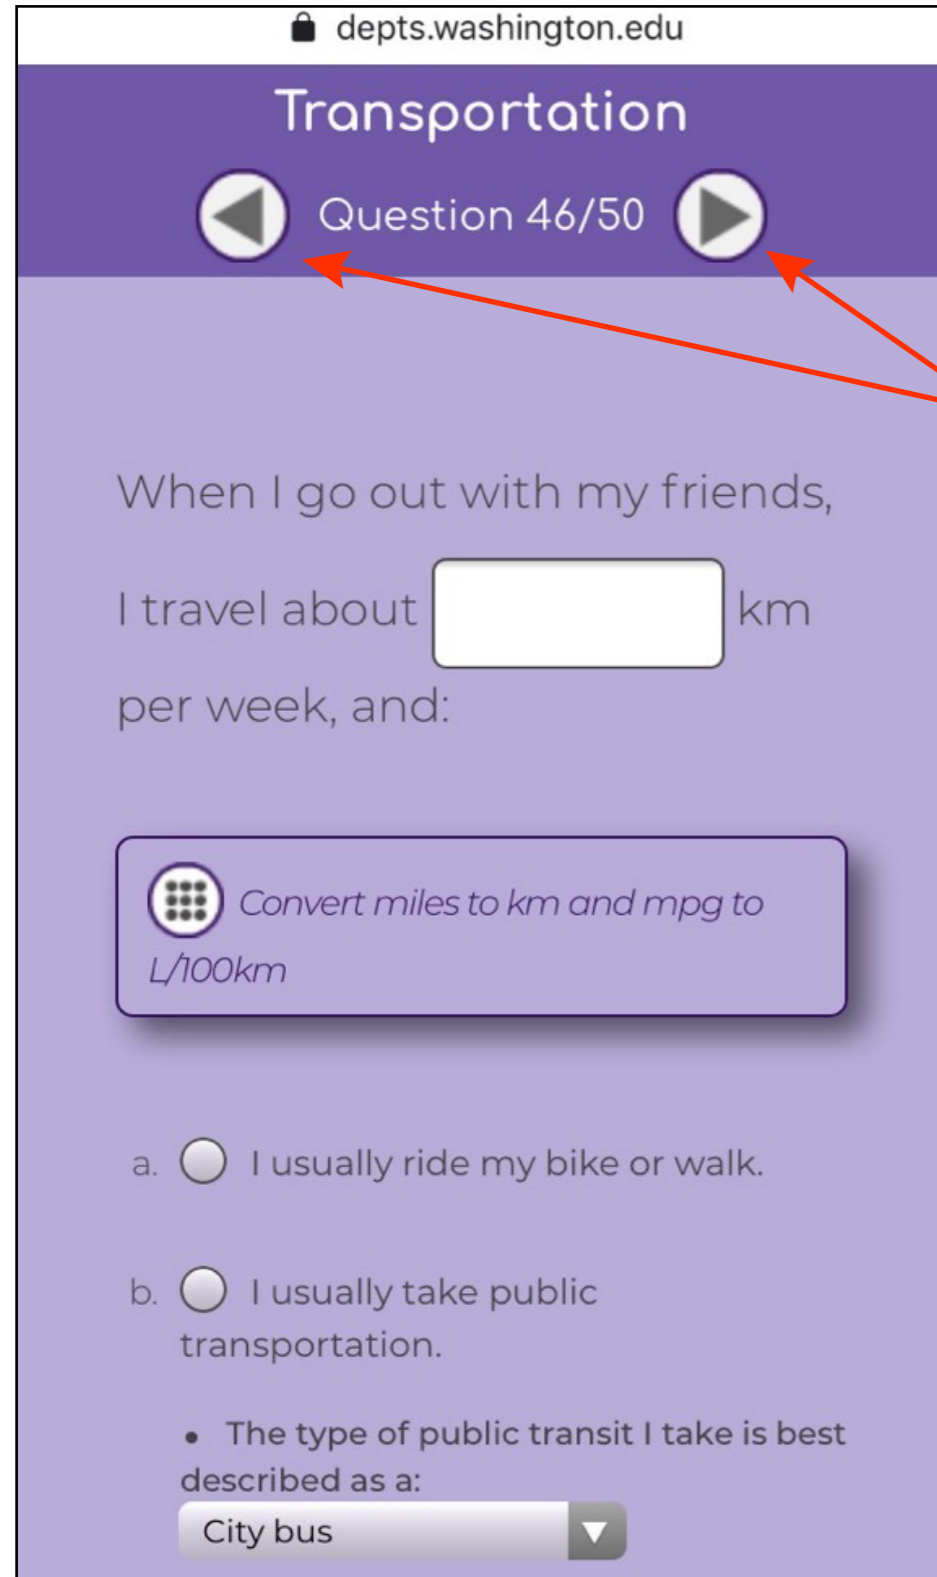 depts.washington.edu
Transportation
Question 46/50
When I go out with my friends,
I travel about km
per week, and:
Convert miles to km and mpg to
L/100km
a. I usually ride my bike or walk.
b. I usually take public
transportation.
• The type of public transit I take is best
described as a:
City bus